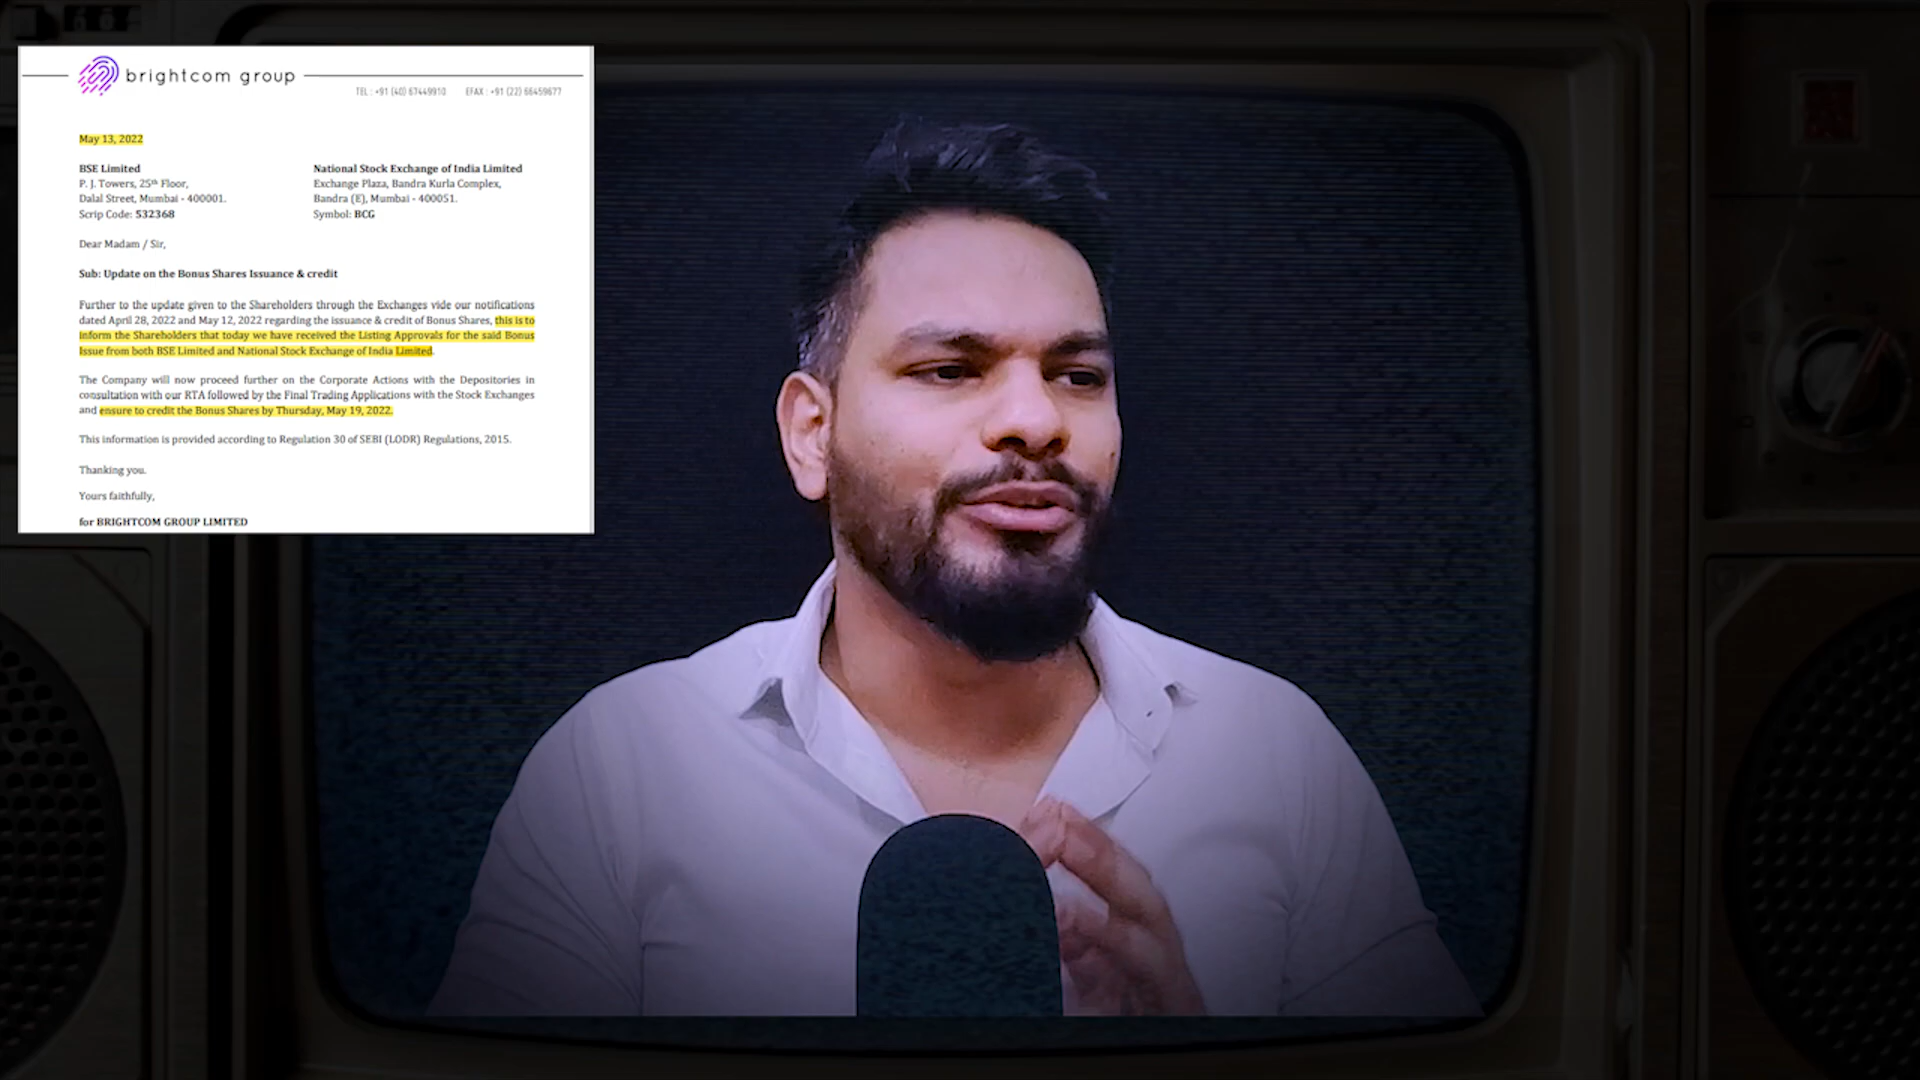 brightcom group
TEL : +91 (40) 67449910 EFAX : +91 (22) 66459677
May 13, 2022
BSE Limited
P. J. Towers, 25th Floor,
Dalal Street, Mumbai - 400001.
Scrip Code: 532368
National Stock Exchange of India Limited
Exchange Plaza, Bandra Kurla Complex,
Bandra (E), Mumbai - 400051.
Symbol: BCG
Dear Madam / Sir,
Sub: Update on the Bonus Shares Issuance & credit
Further to the update given to the Shareholders through the Exchanges vide our notifications
dated April 28, 2022 and May 12, 2022 regarding the issuance & credit of Bonus Shares, this is to
inform the Shareholders that today we have received the Listing Approvals for the said Bonus
Issue from both BSE Limited and National Stock Exchange of India Limited.
The Company will now proceed further on the Corporate Actions with the Depositories in
consultation with our RTA followed by the Final Trading Applications with the Stock Exchanges
and ensure to credit the Bonus Shares by Thursday, May 19, 2022.
This information is provided according to Regulation 30 of SEBI (LODR) Regulations, 2015.
Thanking you.
Yours faithfully,
for BRIGHTCOM GROUP LIMITED